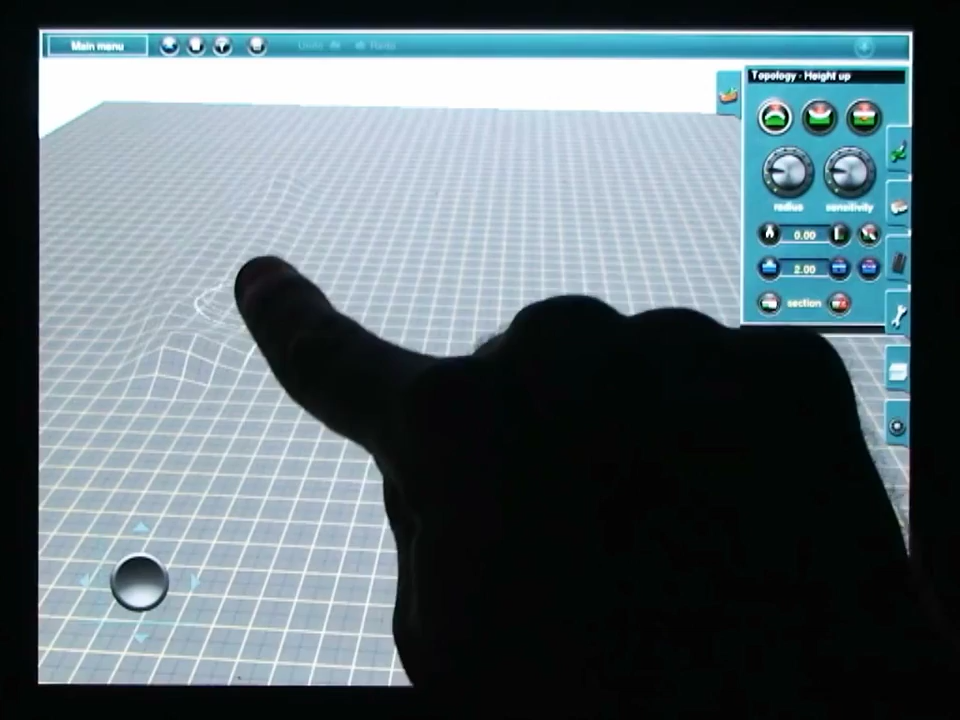 Main menu
Undo
Redo
Topology - Height up
radius
sensitivity
0.00
2.00
section